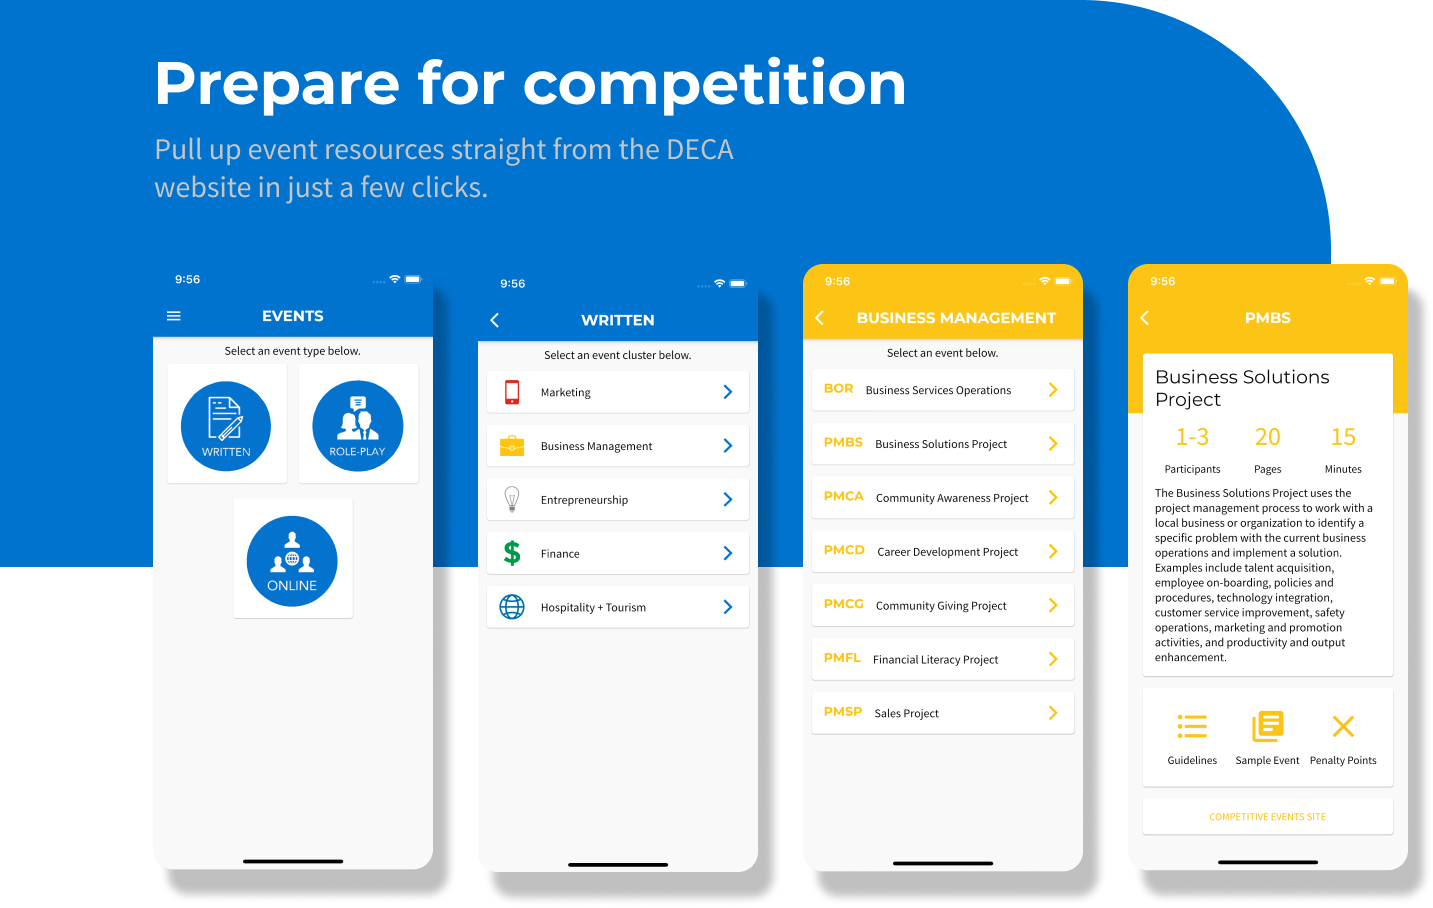 Prepare for competition
Pull up event resources straight from the DECA
website in just a few clicks.
9:56
EVENTS
Select an event type below.
WRITTEN
ROLE-PLAY
ONLINE
9:56
WRITTEN
Select an event cluster below.
Marketing
Business Management
Entrepreneurship
Finance
Hospitality + Tourism
9:56
BUSINESS MANAGEMENT
Select an event below.
BOR Business Services Operations
PMBS Business Solutions Project
PMCA Community Awareness Project
PMCD Career Development Project
PMCG Community Giving Project
PMFL Financial Literacy Project
PMSP Sales Project
9:56
PMBS
Business Solutions
Project
1-3 20 15
Participants Pages Minutes
The Business Solutions Project uses the
project management process to work with a
local business or organization to identify a
specific problem with the current business
operations and implement a solution.
Examples include talent acquisition,
employee on-boarding, policies and
procedures, technology integration,
customer service improvement, safety
operations, marketing and promotion
activities, and productivity and output
enhancement.
Guidelines Sample Event Penalty Points
COMPETITIVE EVENTS SITE